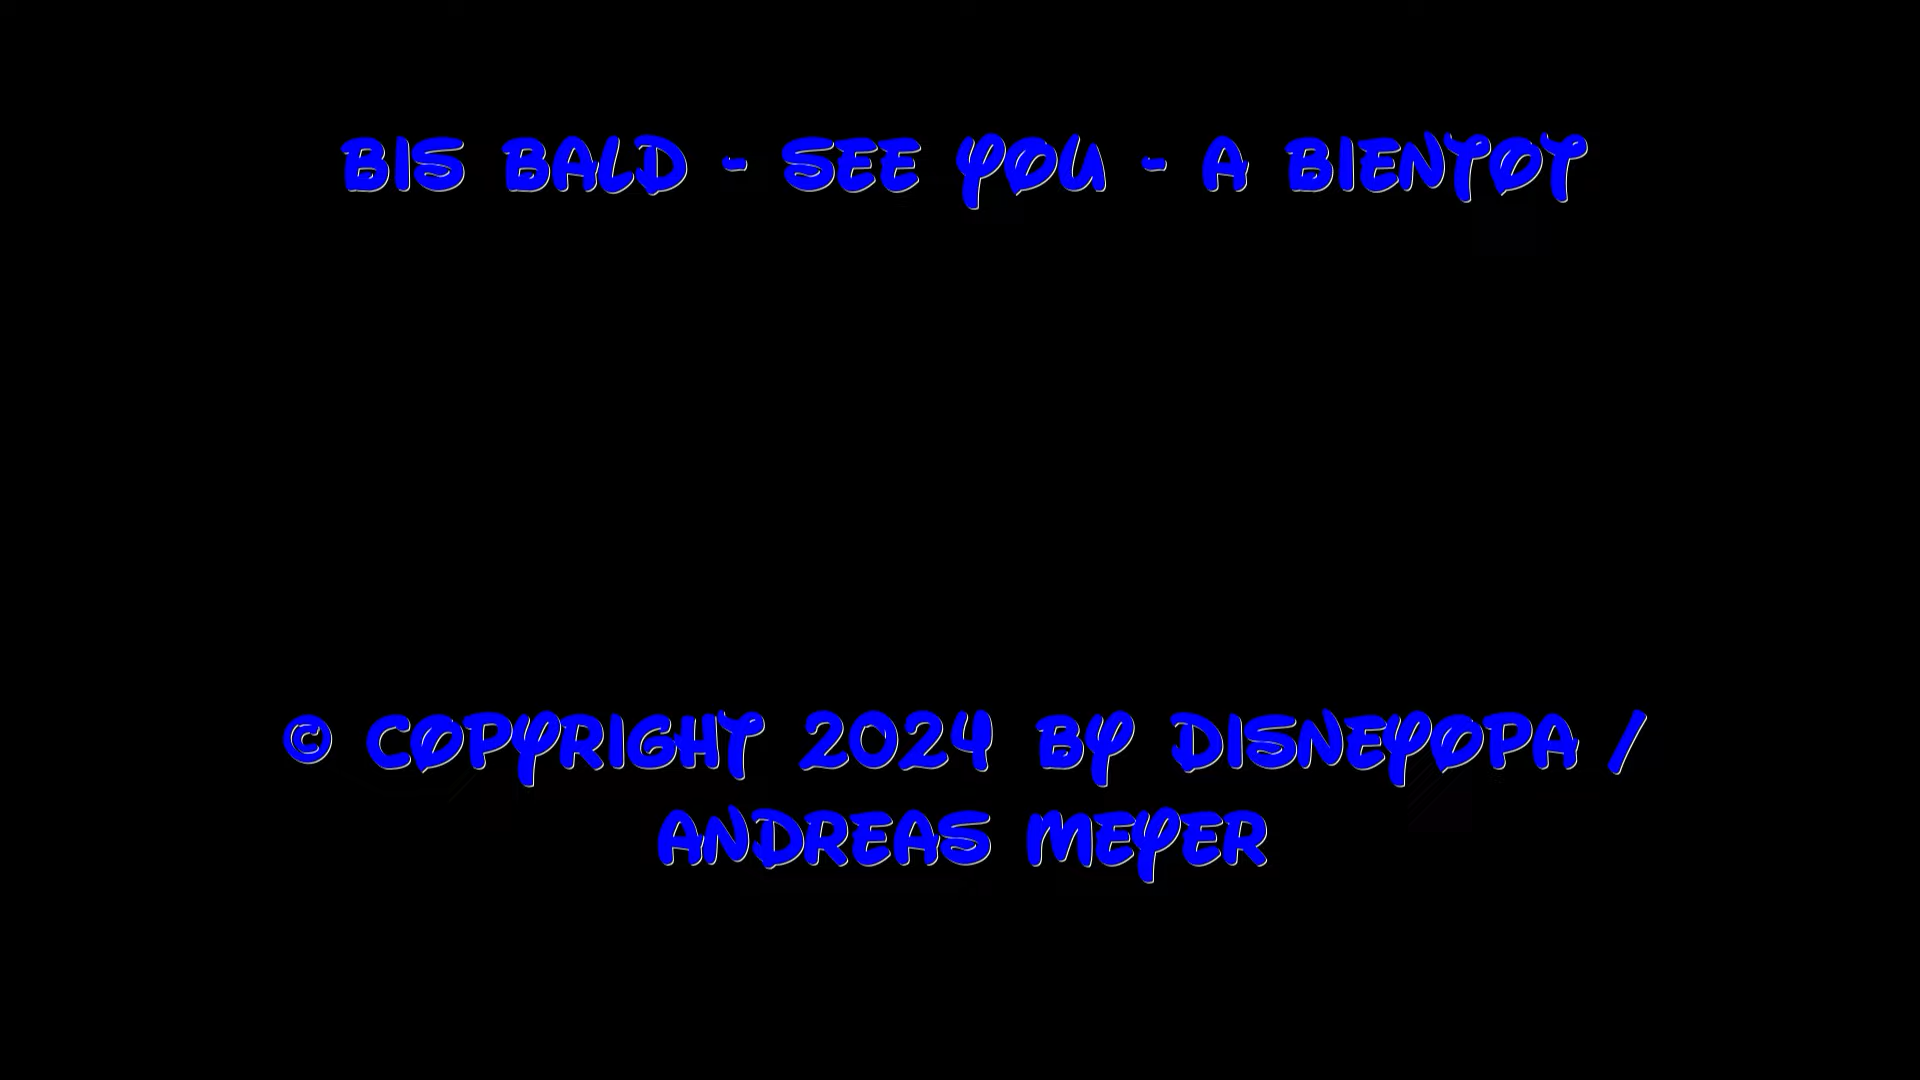 BIS BALD - SEE YOU - A BIENTOT
© COPYRIGHT 2024 BY DISNEYOPA /
ANDREAS MEYER